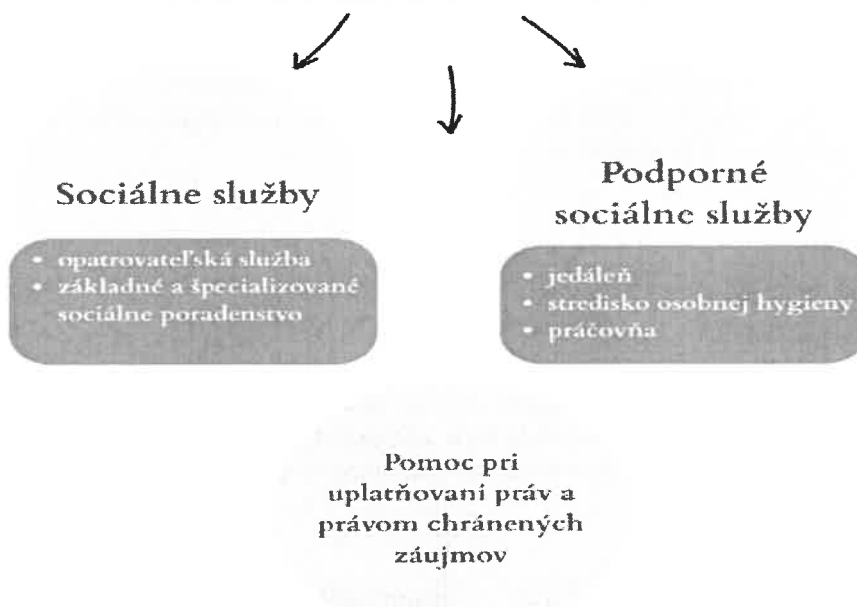 Sociálne služby
• opatrovateľská služba
• základné a špecializované
sociálne poradenstvo
Podporné
sociálne služby
• jedáleň
• stredisko osobnej hygieny
• práčovňa
Pomoc pri
uplatňovaní práv a
právom chránených
záujmov